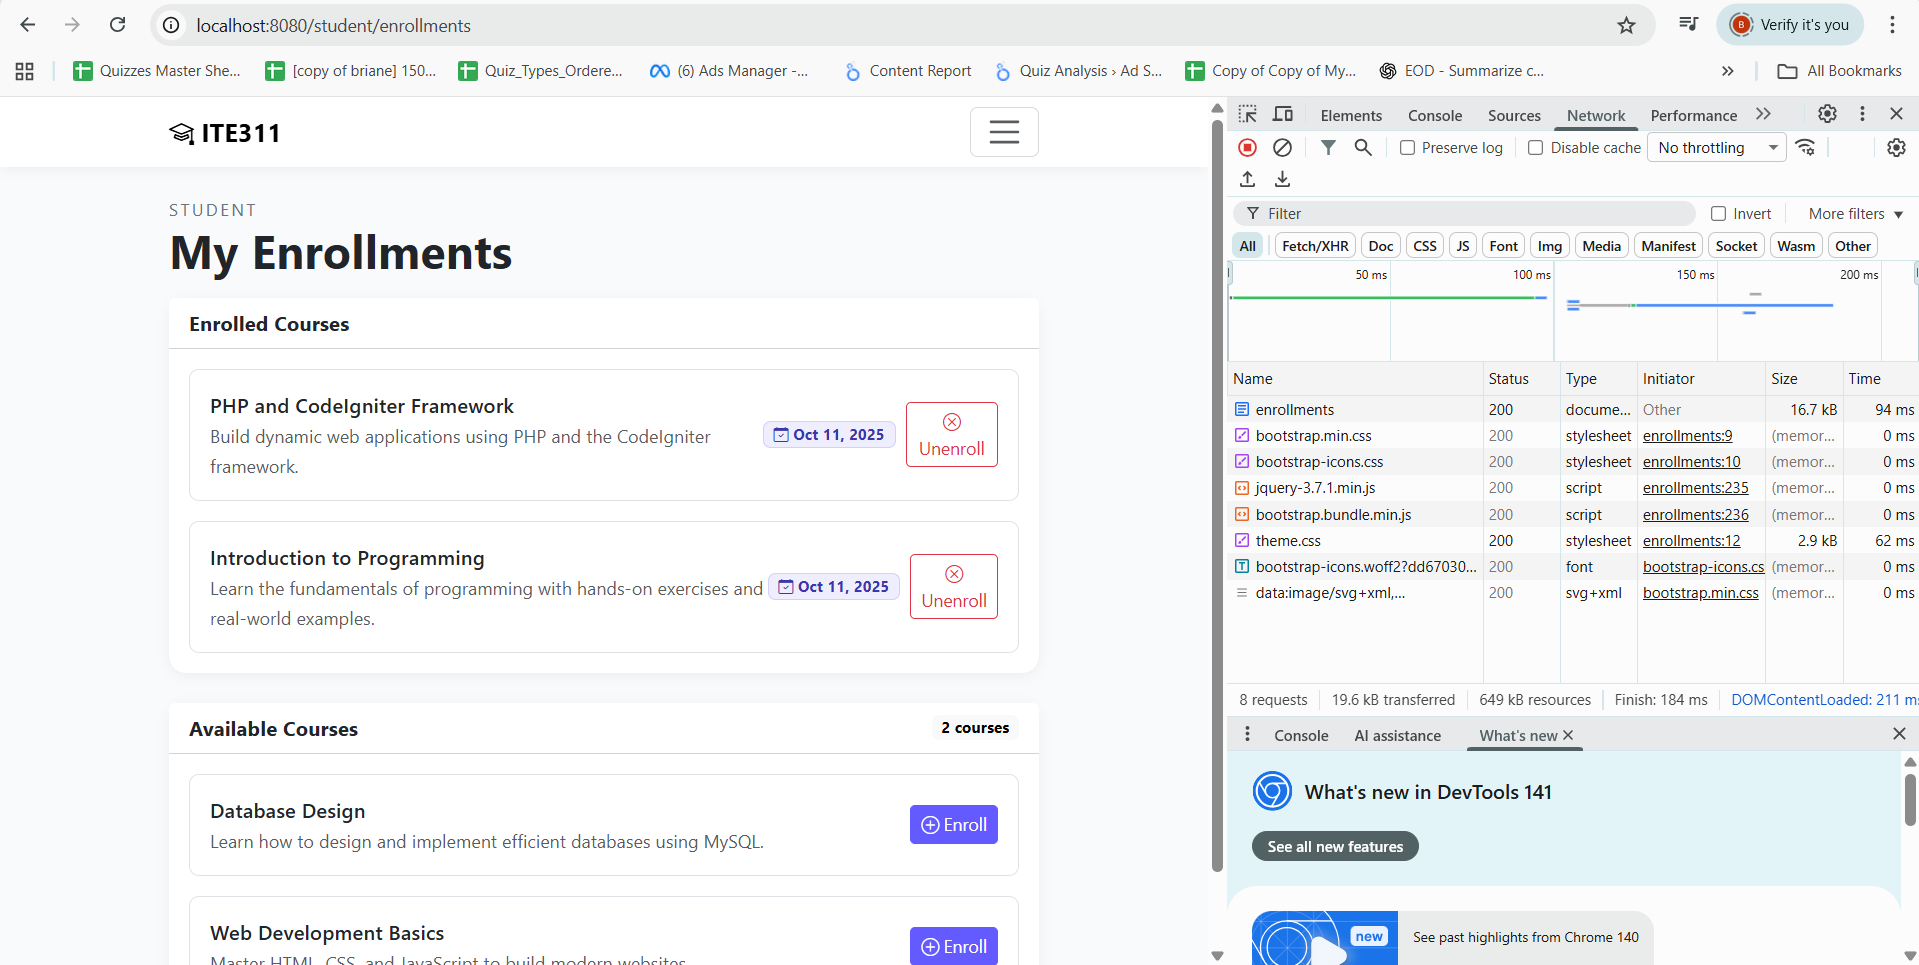 localhost:8080/student/enrollments
Verify it's you
Quizzes Master She...
[copy of briane] 150...
Quiz_Types_Ordere...
(6) Ads Manager -...
Content Report
Quiz Analysis › Ad S...
Copy of Copy of My...
EOD - Summarize c...
All Bookmarks
ITE311
STUDENT
My Enrollments
Enrolled Courses
PHP and CodeIgniter Framework
Build dynamic web applications using PHP and the CodeIgniter
framework.
Oct 11, 2025
Unenroll
Introduction to Programming
Learn the fundamentals of programming with hands-on exercises and
real-world examples.
Oct 11, 2025
Unenroll
Available Courses
2 courses
Database Design
Learn how to design and implement efficient databases using MySQL.
Enroll
Web Development Basics
Master HTML, CSS, and JavaScript to build modern websites.
Enroll
Elements Console Sources Network Performance
Preserve log Disable cache No throttling
Filter Invert More filters
All Fetch/XHR Doc CSS JS Font Img Media Manifest Socket Wasm Other
50 ms 100 ms 150 ms 200 ms
Name Status Type Initiator Size Time
enrollments 200 docume... Other 16.7 kB 94 ms
bootstrap.min.css 200 stylesheet enrollments:9 (memor... 0 ms
bootstrap-icons.css 200 stylesheet enrollments:10 (memor... 0 ms
jquery-3.7.1.min.js 200 script enrollments:235 (memor... 0 ms
bootstrap.bundle.min.js 200 script enrollments:236 (memor... 0 ms
theme.css 200 stylesheet enrollments:12 2.9 kB 62 ms
bootstrap-icons.woff2?dd67030... 200 font bootstrap-icons.cs (memor... 0 ms
data:image/svg+xml,... 200 svg+xml bootstrap.min.css (memor... 0 ms
8 requests 19.6 kB transferred 649 kB resources Finish: 184 ms DOMContentLoaded: 211 ms
Console AI assistance What's new
What's new in DevTools 141
See all new features
new
See past highlights from Chrome 140